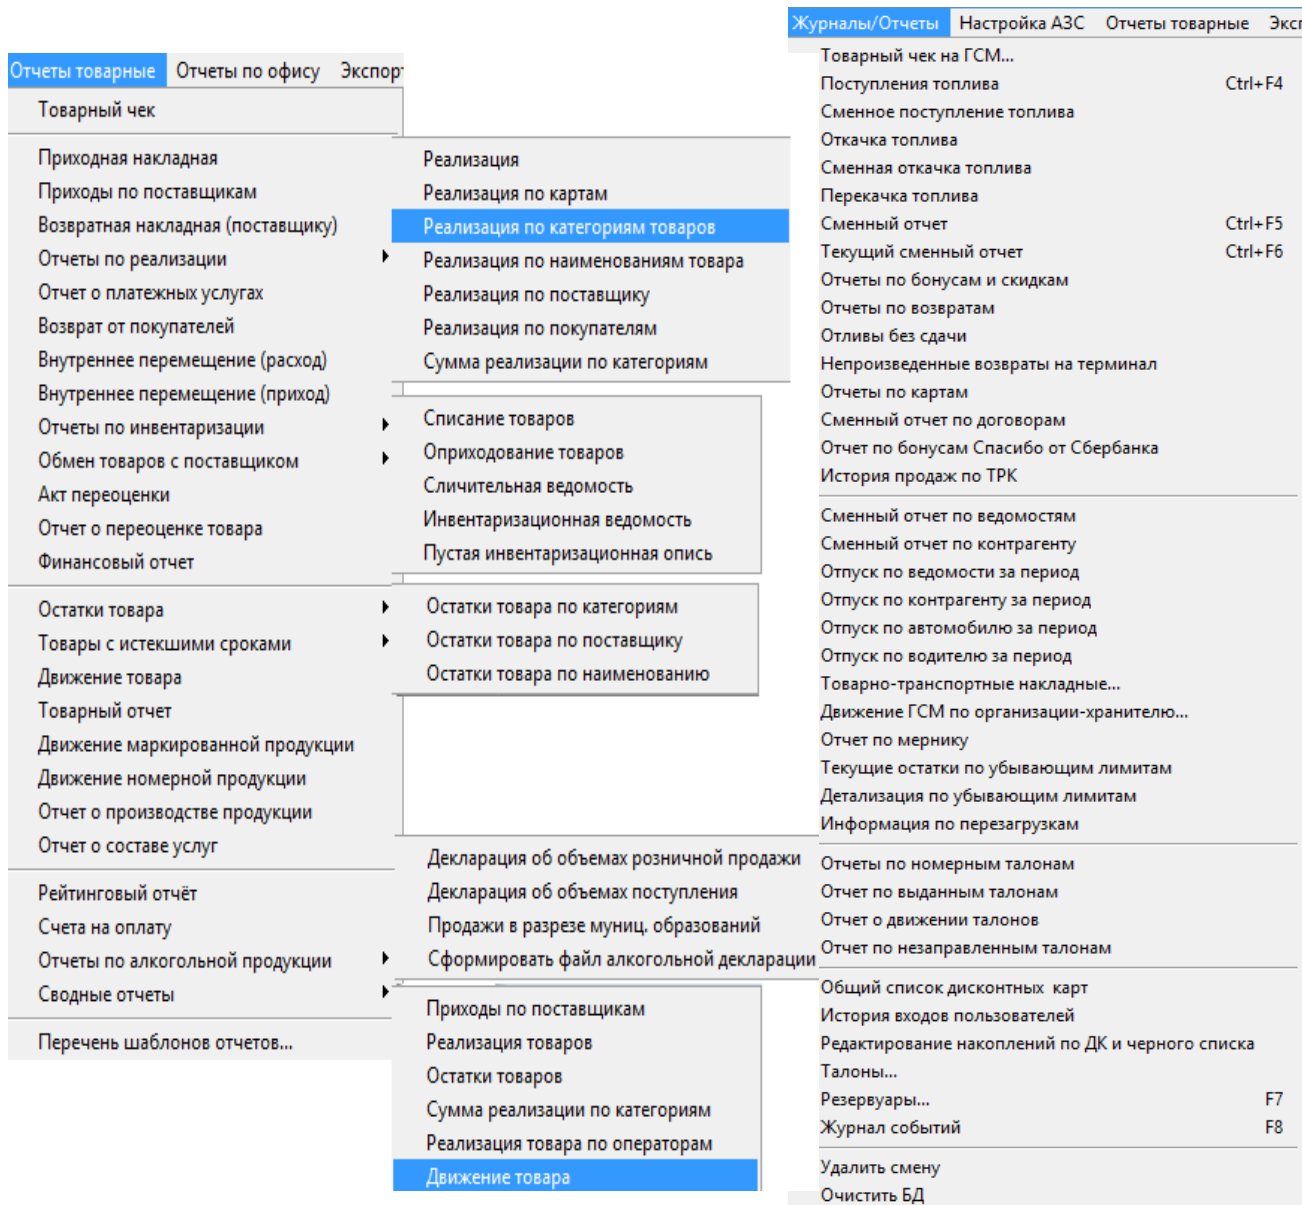 Отчеты товарные Отчеты по офису Экспор
Товарный чек
Приходная накладная
Приходы по поставщикам
Возвратная накладная (поставщику)
Отчеты по реализации
Отчет о платежных услугах
Возврат от покупателей
Внутреннее перемещение (расход)
Внутреннее перемещение (приход)
Отчеты по инвентаризации
Обмен товаров с поставщиком
Акт переоценки
Отчет о переоценке товара
Финансовый отчет
Остатки товара
Товары с истекшими сроками
Движение товара
Товарный отчет
Движение маркированной продукции
Движение номерной продукции
Отчет о производстве продукции
Отчет о составе услуг
Рейтинговый отчёт
Счета на оплату
Отчеты по алкогольной продукции
Сводные отчеты
Перечень шаблонов отчетов...
Реализация
Реализация по картам
Реализация по категориям товаров
Реализация по наименованиям товара
Реализация по поставщику
Реализация по покупателям
Сумма реализации по категориям
Списание товаров
Оприходование товаров
Сличительная ведомость
Инвентаризационная ведомость
Пустая инвентаризационная опись
Остатки товара по категориям
Остатки товара по поставщику
Остатки товара по наименованию
Декларация об объемах розничной продажи
Декларация об объемах поступления
Продажи в разрезе муниц. образований
Сформировать файл алкогольной декларации
Приходы по поставщикам
Реализация товаров
Остатки товаров
Сумма реализации по категориям
Реализация товара по операторам
Движение товара
Журналы/Отчеты Настройка АЗС Отчеты товарные Эксп
Товарный чек на ГСМ...
Поступления топлива Ctrl+F4
Сменное поступление топлива
Откачка топлива
Сменная откачка топлива
Перекачка топлива
Сменный отчет Ctrl+F5
Текущий сменный отчет Ctrl+F6
Отчеты по бонусам и скидкам
Отчеты по возвратам
Отливы без сдачи
Непроизведенные возвраты на терминал
Отчеты по картам
Сменный отчет по договорам
Отчет по бонусам Спасибо от Сбербанка
История продаж по ТРК
Сменный отчет по ведомостям
Сменный отчет по контрагенту
Отпуск по ведомости за период
Отпуск по контрагенту за период
Отпуск по автомобилю за период
Отпуск по водителю за период
Товарно-транспортные накладные...
Движение ГСМ по организации-хранителю...
Отчет по мернику
Текущие остатки по убывающим лимитам
Детализация по убывающим лимитам
Информация по перезагрузкам
Отчеты по номерным талонам
Отчет по выданным талонам
Отчет о движении талонов
Отчет по незаправленным талонам
Общий список дисконтных карт
История входов пользователей
Редактирование накоплений по ДК и черного списка
Талоны...
Резервуары... F7
Журнал событий F8
Удалить смену
Очистить БД